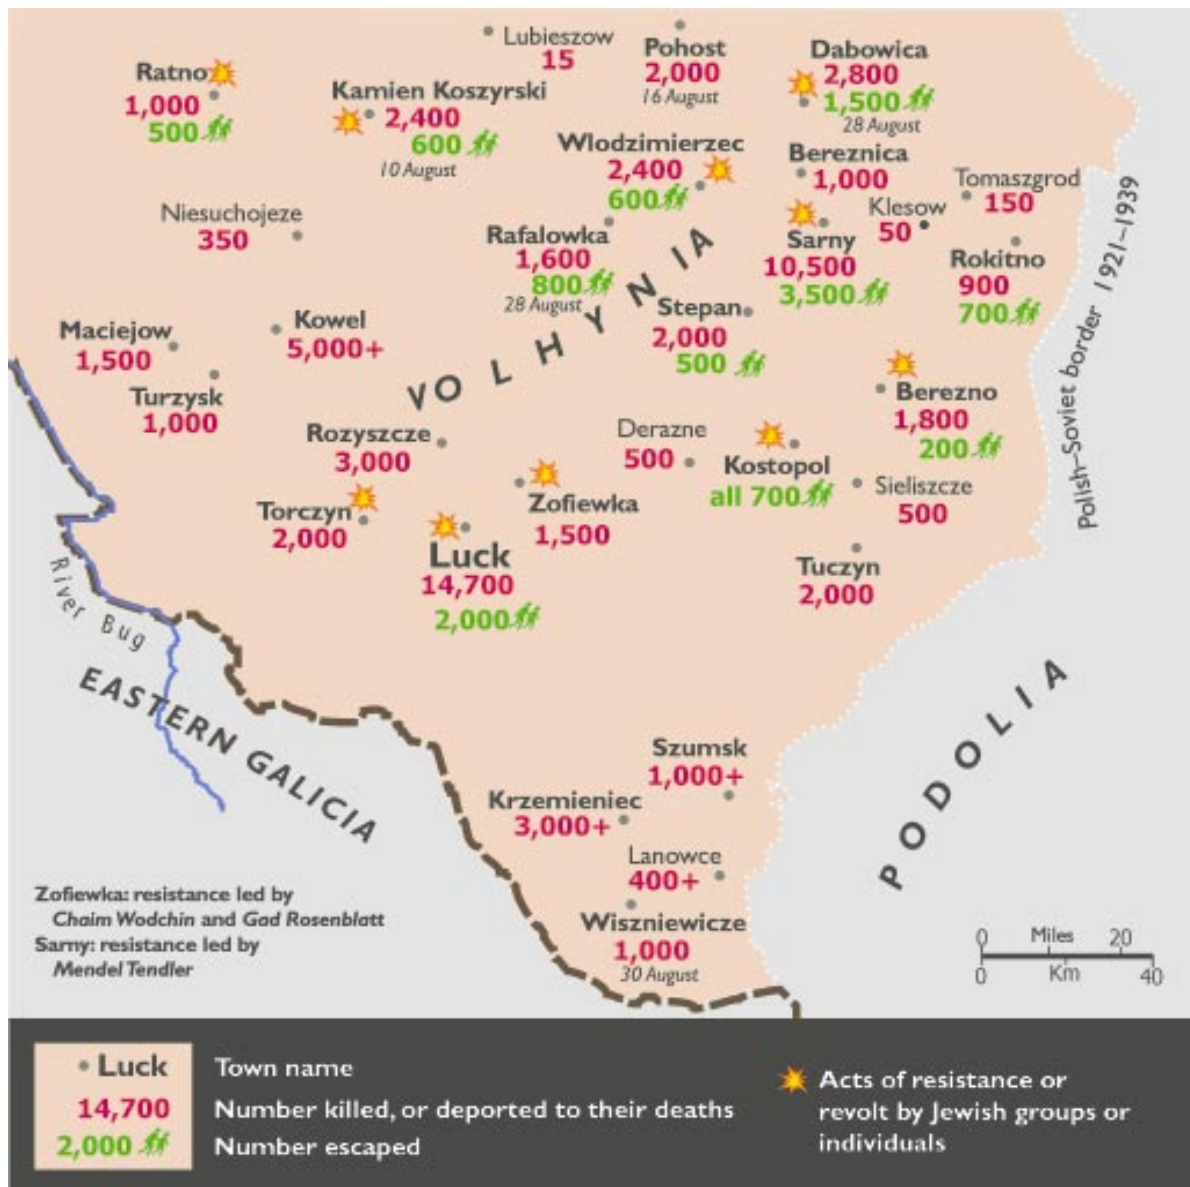 Lubieszow
15
Pohost
2,000
16 August
Dabowica
2,800
1,500
28 August
Ratno
1,000
500
Kamien Koszyrski
2,400
600
10 August
Wlodzimierzec
2,400
600
Bereznica
1,000
Tomaszgrod
150
Klesow
50
Niesuchojeze
350
Rafalowka
1,600
800
28 August
Sarny
10,500
3,500
Rokitno
900
700
Polish–Soviet border 1921–1939
VOLHYNIA
Stepan
2,000
500
Maciejow
1,500
Kowel
5,000+
Turzysk
1,000
Berezno
1,800
200
Rozyszcze
3,000
Derazne
500
Kostopol
all 700
Sieliszcze
500
Zofiewka
1,500
Torczyn
2,000
Luck
14,700
2,000
Tuczyn
2,000
River Bug
EASTERN GALICIA
PODOLIA
Szumsk
1,000+
Krzemieniec
3,000+
Lanowce
400+
Wiszniewicze
1,000
30 August
Zofiewka: resistance led by
Chaim Wodchin and Gad Rosenblatt
Sarny: resistance led by
Mendel Tendler
0 Miles 20
0 Km 40
Luck Town name
14,700 Number killed, or deported to their deaths
2,000 Number escaped
Acts of resistance or
revolt by Jewish groups or
individuals